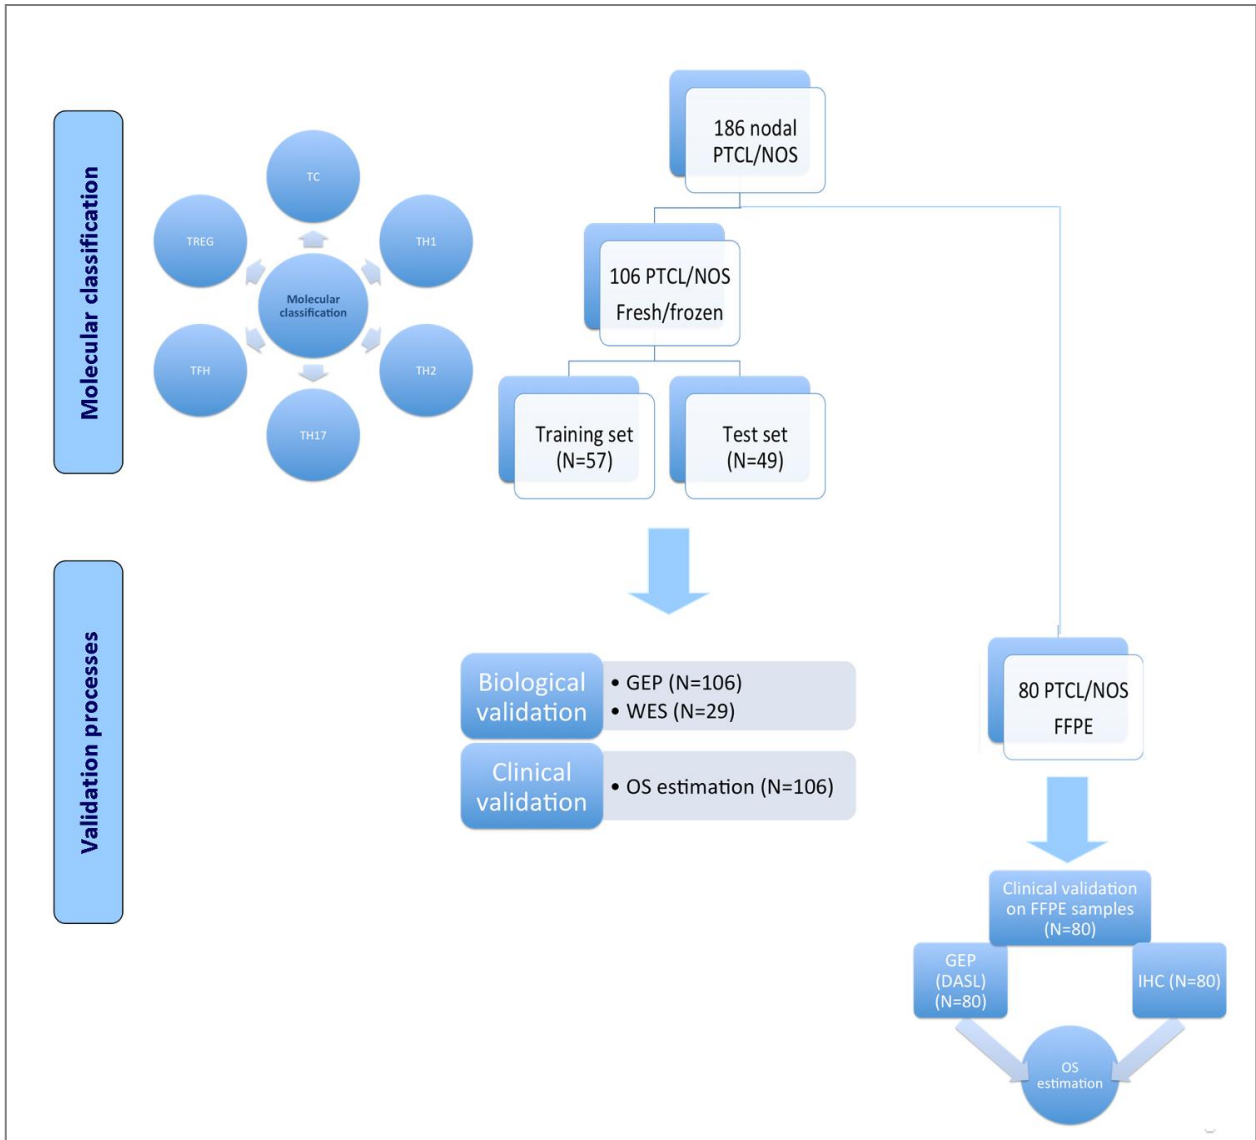 Molecular classification
TC
TREG
TH1
Molecular
classification
TFH
TH2
TH17
186 nodal
PTCL/NOS
106 PTCL/NOS
Fresh/frozen
Training set
(N=57)
Test set
(N=49)
Validation processes
Biological
validation
• GEP (N=106)
• WES (N=29)
Clinical
validation
• OS estimation (N=106)
80 PTCL/NOS
FFPE
Clinical validation
on FFPE samples
(N=80)
GEP
(DASL)
(N=80)
IHC (N=80)
OS
estimation